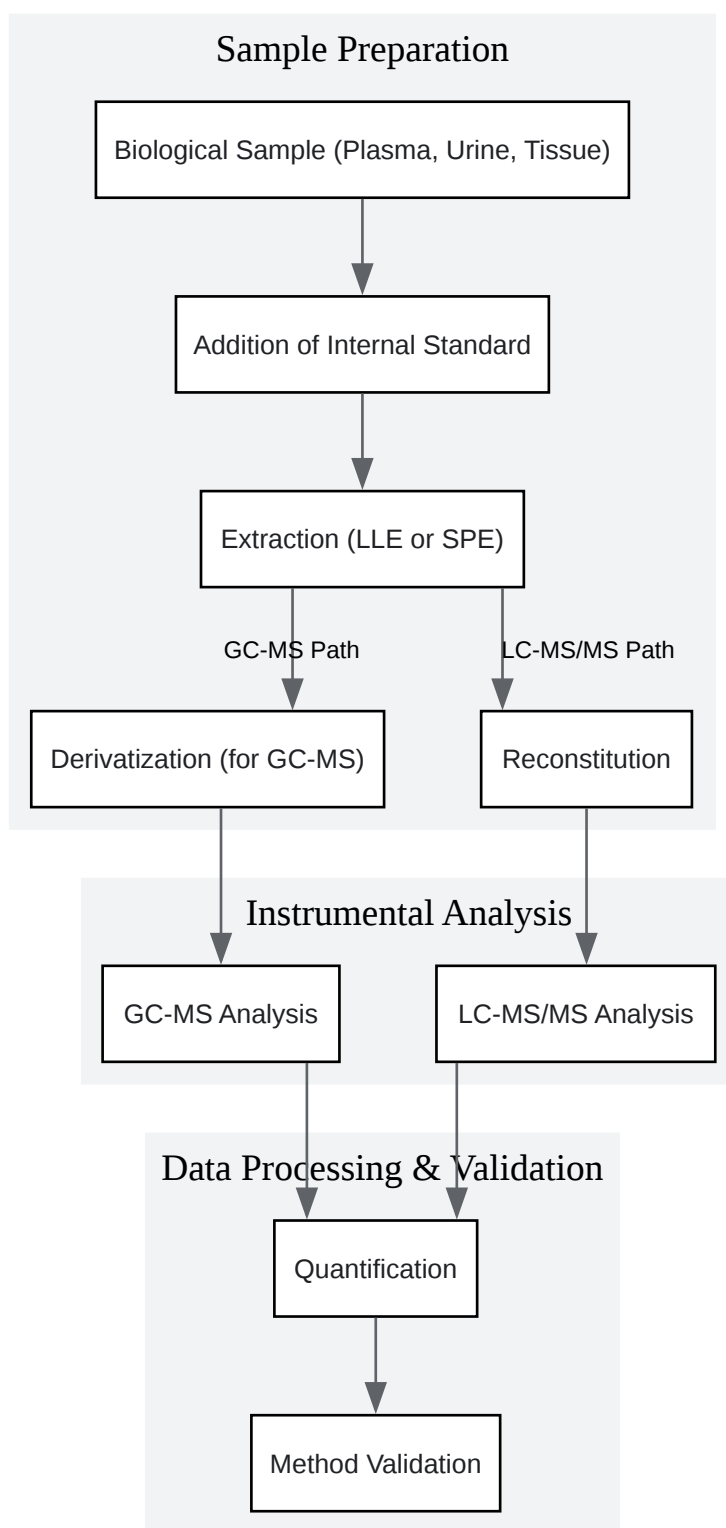 Sample Preparation
Biological Sample (Plasma, Urine, Tissue)
Addition of Internal Standard
Extraction (LLE or SPE)
GC-MS Path
LC-MS/MS Path
Derivatization (for GC-MS)
Reconstitution
Instrumental Analysis
GC-MS Analysis
LC-MS/MS Analysis
Data Processing & Validation
Quantification
Method Validation